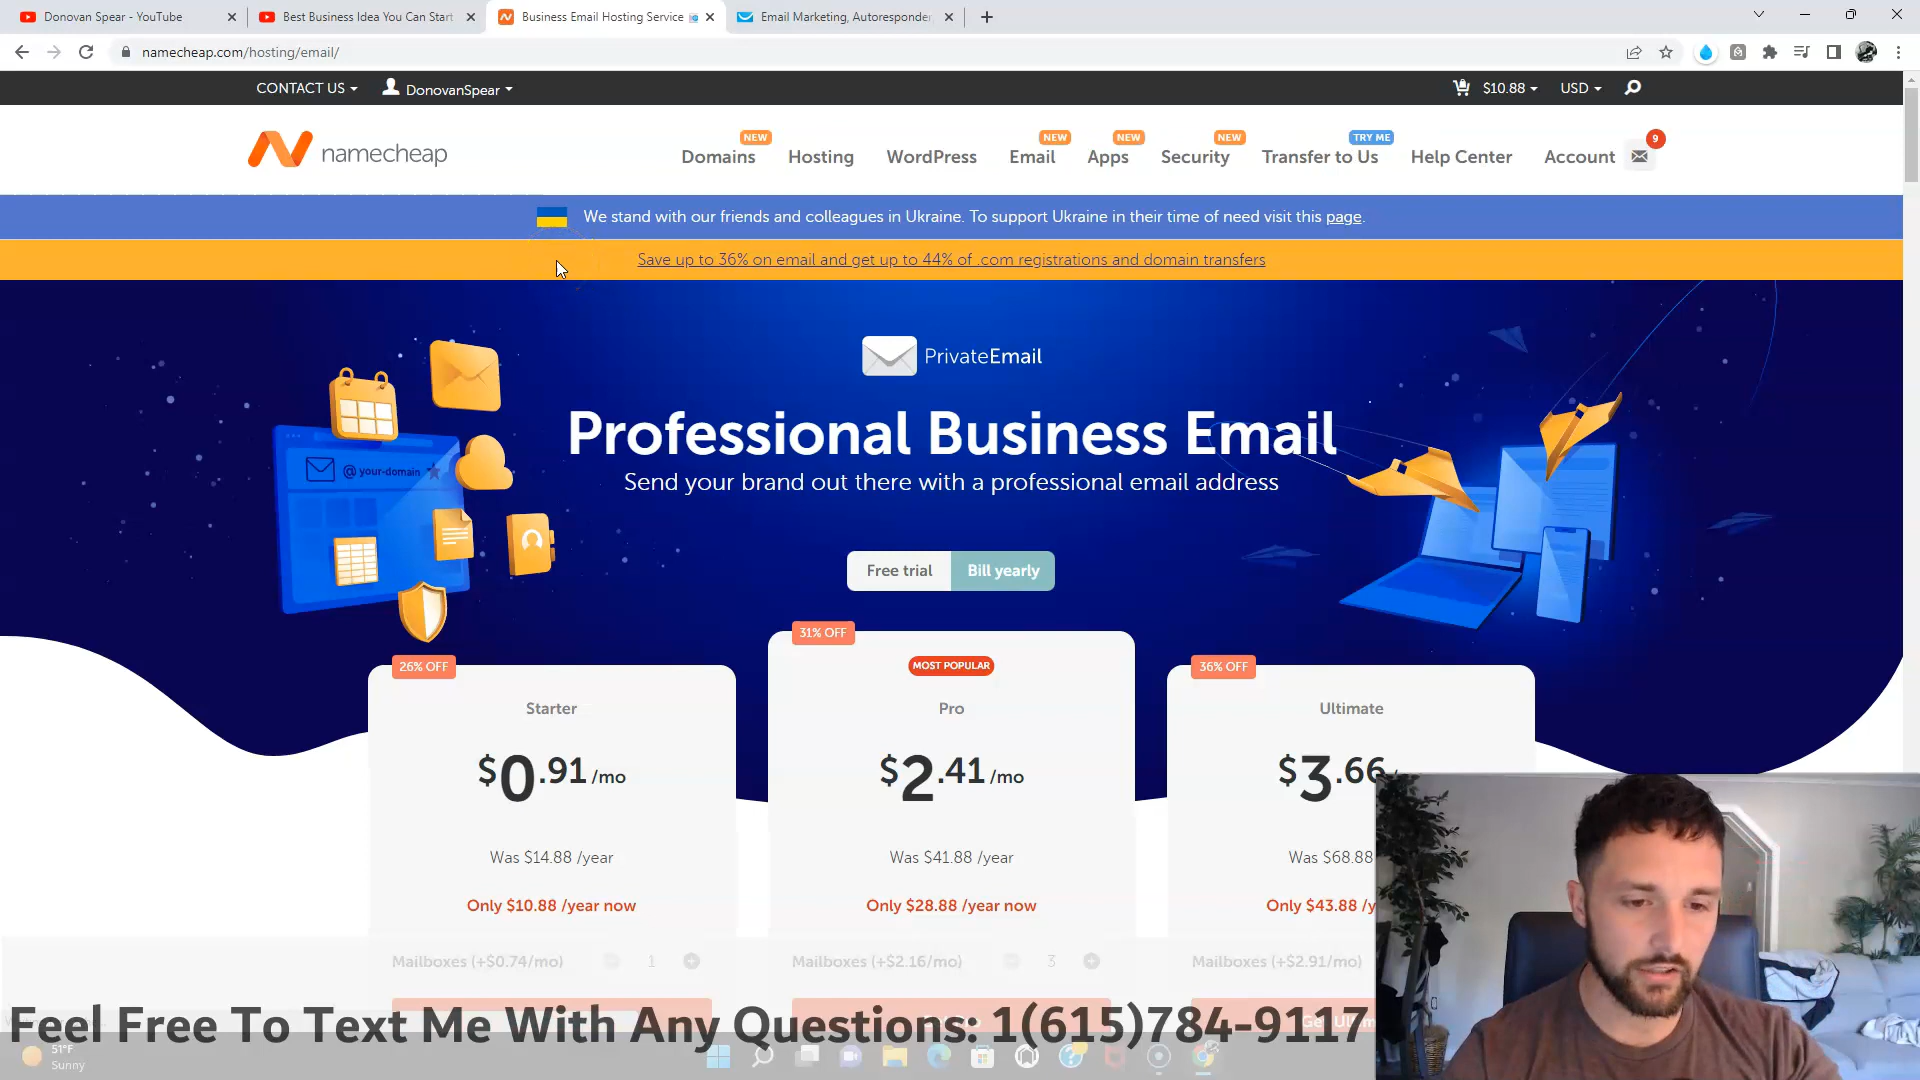 Donovan Spear - YouTube
Best Business Idea You Can Start
Business Email Hosting Service
Email Marketing, Autoresponder
namecheap.com/hosting/email/
CONTACT US
DonovanSpear
$10.88
USD
namecheap
Domains
NEW
Hosting
WordPress
Email
NEW
Apps
NEW
Security
NEW
Transfer to Us
TRY ME
Help Center
Account
9
We stand with our friends and colleagues in Ukraine. To support Ukraine in their time of need visit this page.
Save up to 36% on email and get up to 44% of .com registrations and domain transfers
PrivateEmail
Professional Business Email
Send your brand out there with a professional email address
@ your-domain
Free trial
Bill yearly
26% OFF
Starter
$0.91 /mo
Was $14.88 /year
Only $10.88 /year now
Mailboxes (+$0.74/mo)
1
31% OFF
MOST POPULAR
Pro
$2.41 /mo
Was $41.88 /year
Only $28.88 /year now
Mailboxes (+$2.16/mo)
3
36% OFF
Ultimate
$3.66
Was $68.88
Only $43.88 /y
Mailboxes (+$2.91/mo)
Feel Free To Text Me With Any Questions: 1(615)784-9117
51°F
Sunny